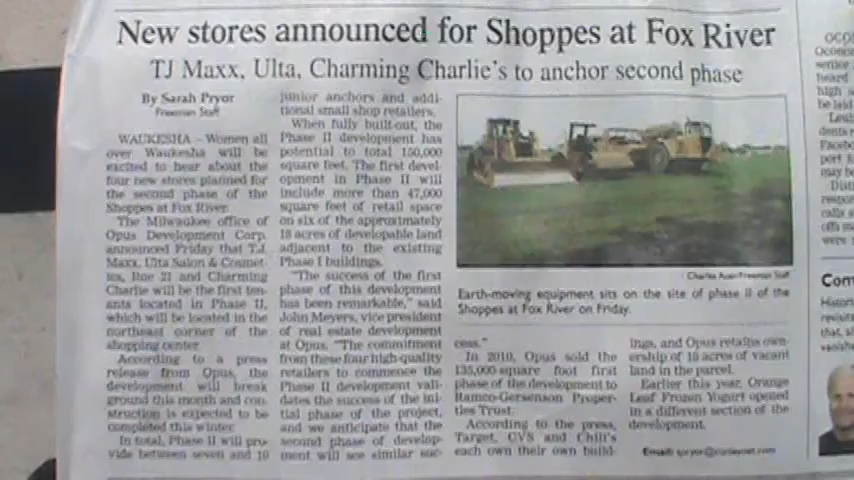 New stores announced for Shoppes at Fox River
TJ Maxx, Ulta, Charming Charlie's to anchor second phase
By Sarah Pryor
Freeman Staff
WAUKESHA – Women all
over Waukesha will be
excited to hear about the
four new stores planned for
the second phase of the
Shoppes at Fox River.
The Milwaukee office of
Opus Development Corp.
announced Friday that T.J.
Maxx, Ulta Salon & Cosmet-
ics, Rue 21 and Charming
Charlie will be the first ten-
ants located in Phase II,
which will be located in the
northeast corner of the
shopping center.
According to a press
release from Opus, the
development will break
ground this month and con-
struction is expected to be
completed this winter.
In total, Phase II will pro-
vide between seven and 10
junior anchors and addi-
tional small shop retailers.
When fully built-out, the
Phase II development has
potential to total 150,000
square feet. The first devel-
opment in Phase II will
include more than 47,000
square feet of retail space
on six of the approximately
18 acres of developable land
adjacent to the existing
Phase I buildings.
"The success of the first
phase of this development
has been remarkable," said
John Meyers, vice president
of real estate development
at Opus. "The commitment
from these four high-quality
retailers to commence the
Phase II development vali-
dates the success of the ini-
tial phase of the project,
and we anticipate that the
second phase of develop-
ment will see similar suc-
Freeman Staff
Earth-moving equipment sits on the site of phase II of the
Shoppes at Fox River on Friday.
cess."
In 2010, Opus sold the
135,000 square foot first
phase of the development to
Ramco-Gersenson Proper-
ties Trust.
According to the press,
Target, CVS and Chili's
each own their own build-
ings, and Opus retains own-
ership of 18 acres of vacant
land in the parcel.
Earlier this year, Orange
Leaf Frozen Yogurt opened
in a different section of the
development.
Email: